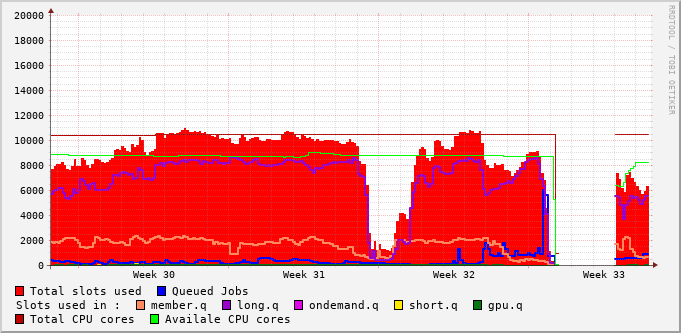 20000
18000
16000
14000
12000
10000
8000
6000
4000
2000
0
Week 30 Week 31 Week 32 Week 33
Total slots used Queued Jobs
Slots used in : member.q long.q ondemand.q short.q gpu.q
Total CPU cores Availale CPU cores
RRDTOOL / TOBI OETIKER